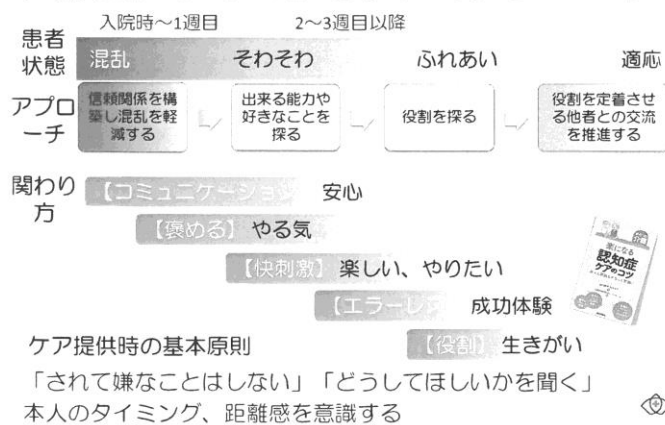 入院時～1週目　2～3週目以降
患者状態　混乱　そわそわ　ふれあい　適応
アプローチ
信頼関係を構築し混乱を軽減する
出来る能力や好きなことを探る
役割を探る
役割を定着させる他者との交流を推進する
関わり方
【コミュニケーション　安心
【褒める】　やる気
【快刺激】　楽しい、やりたい
【エラーレス　成功体験
【役割】　生きがい
認知症
ケアのコツ
ケア提供時の基本原則
「されて嫌なことはしない」「どうしてほしいかを聞く」
本人のタイミング、距離感を意識する